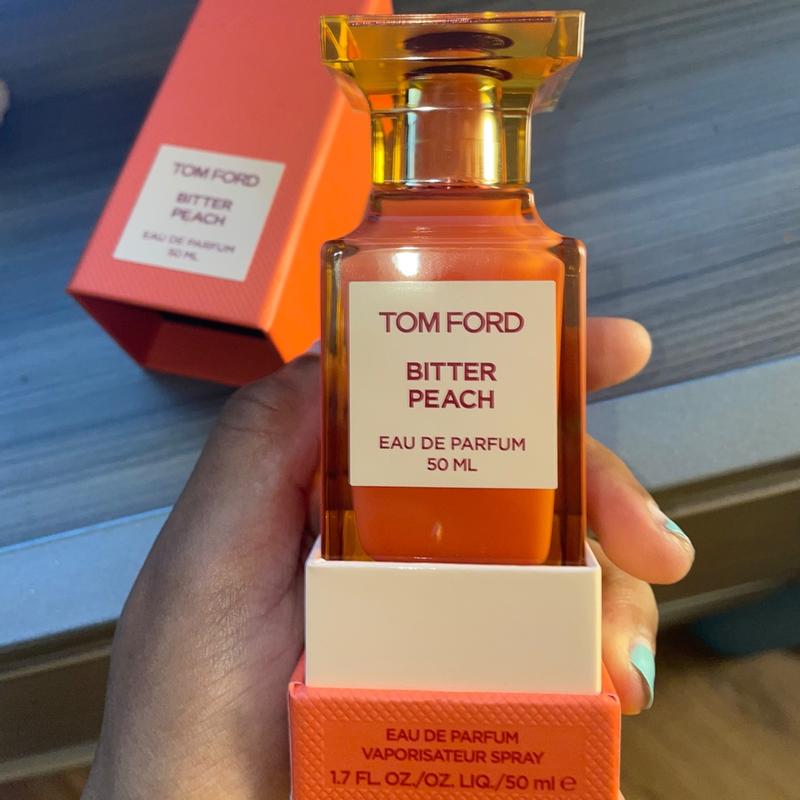 TOM FORD
BITTER
PEACH
EAU DE PARFUM
50 ML
TOM FORD
BITTER
PEACH
EAU DE PARFUM
50 ML
EAU DE PARFUM
VAPORISATEUR SPRAY
1.7 FL. OZ./OZ. LIQ./50 ml ℮